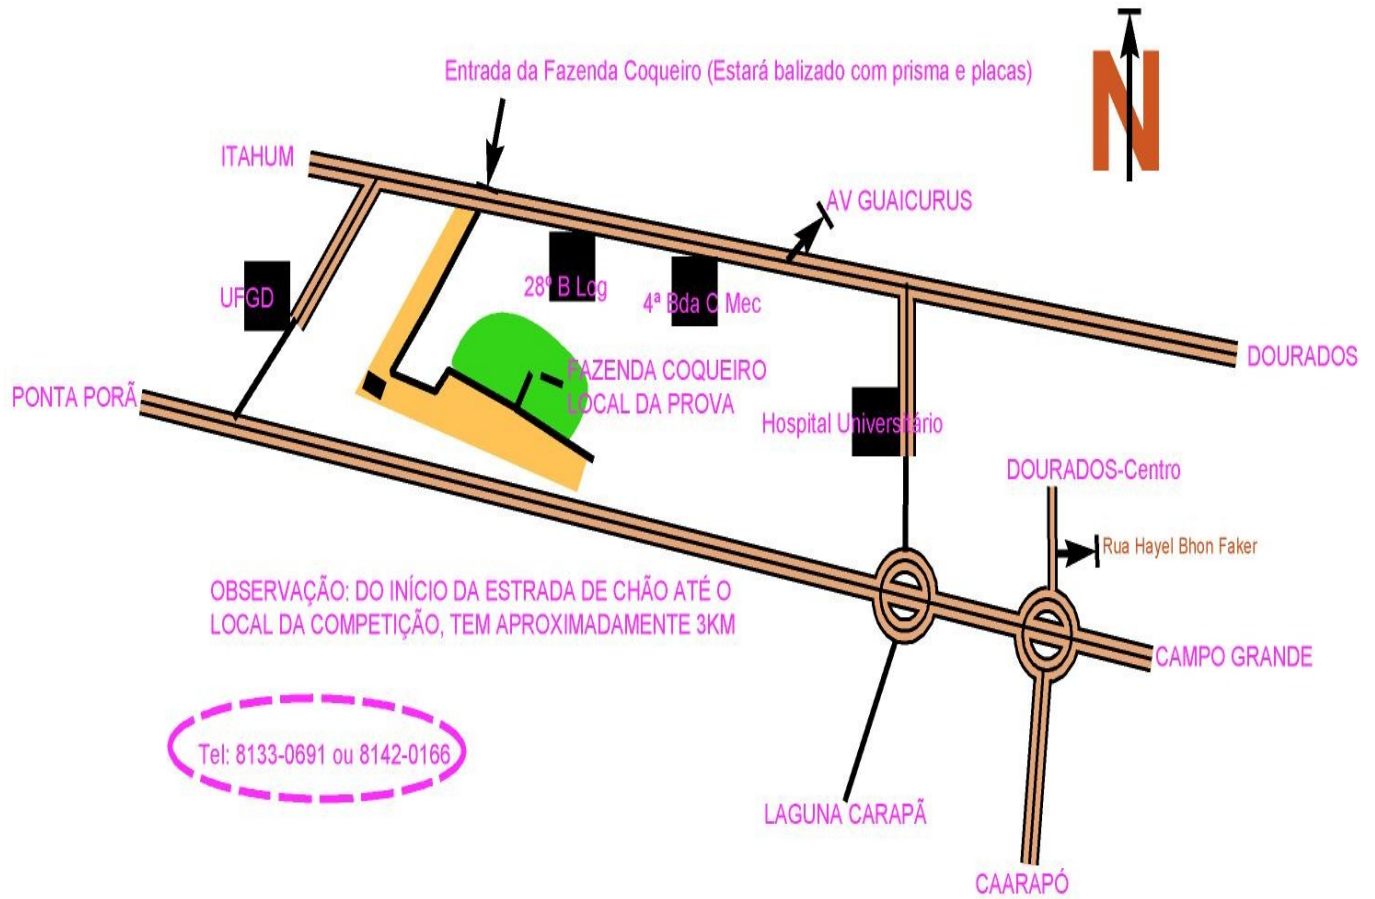 Entrada da Fazenda Coqueiro (Estará balizado com prisma e placas)
N
ITAHUM
AV GUAICURUS
UFGD
28º B Log
4ª Bda C Mec
DOURADOS
PONTA PORÃ
FAZENDA COQUEIRO
LOCAL DA PROVA
Hospital Universitário
DOURADOS-Centro
Rua Hayel Bhon Faker
OBSERVAÇÃO: DO INÍCIO DA ESTRADA DE CHÃO ATÉ O
LOCAL DA COMPETIÇÃO, TEM APROXIMADAMENTE 3KM
CAMPO GRANDE
Tel: 8133-0691 ou 8142-0166
LAGUNA CARAPÃ
CAARAPÓ